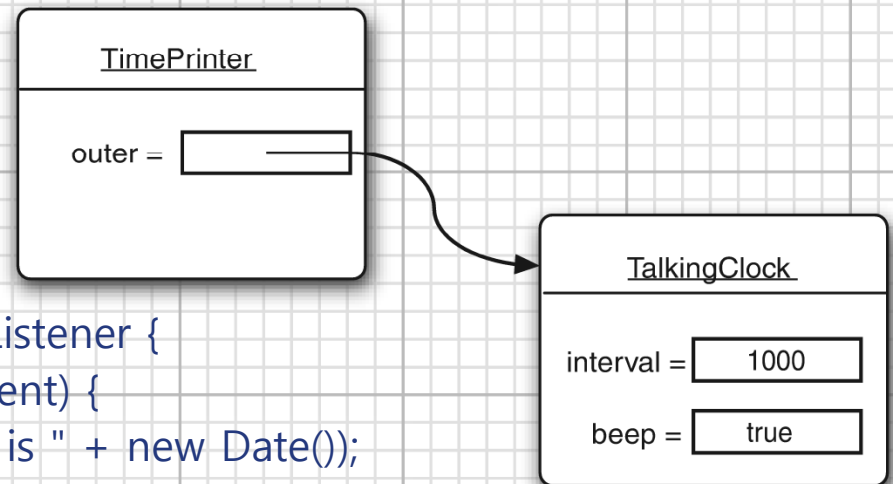 TimePrinter
outer =
TalkingClock
interval = 1000
beep = true
istener {
ent) {
is " + new Date());